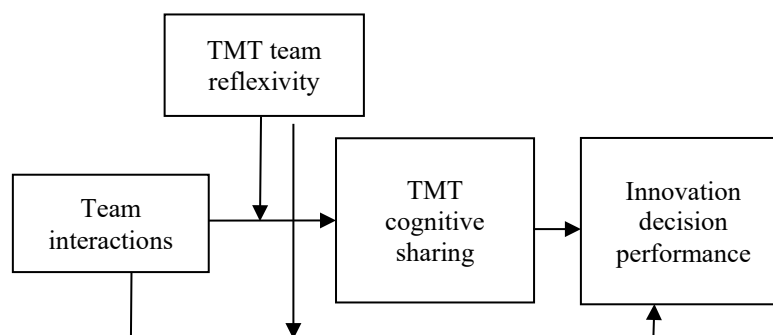 TMT team
reflexivity
Team
interactions
TMT
cognitive
sharing
Innovation
decision
performance